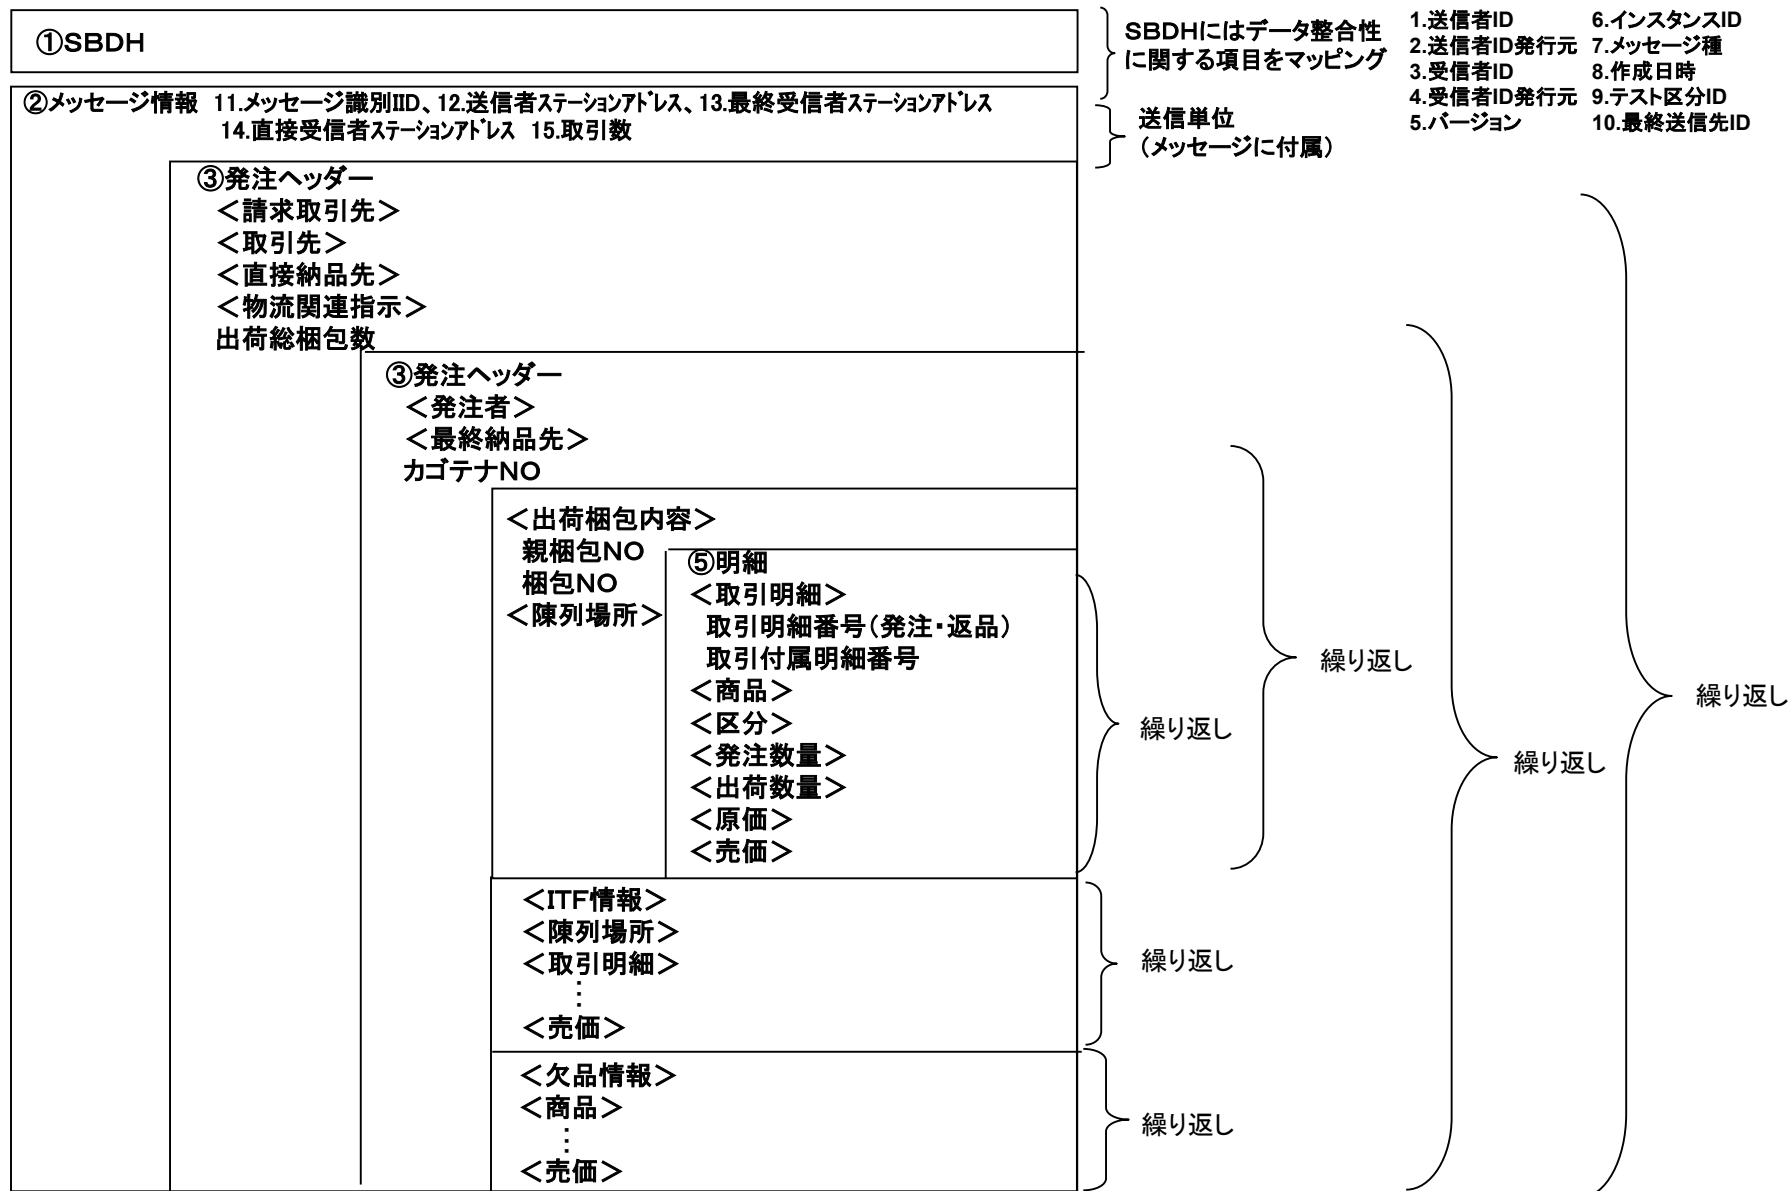 ①SBDH
SBDHにはデータ整合性
に関する項目をマッピング
1.送信者ID
2.送信者ID発行元
3.受信者ID
4.受信者ID発行元
5.バージョン
6.インスタンスID
7.メッセージ種
8.作成日時
9.テスト区分ID
10.最終送信先ID
②メッセージ情報 11.メッセージ識別IID、12.送信者ステーションアドレス、13.最終受信者ステーションアドレス
14.直接受信者ステーションアドレス 15.取引数
送信単位
（メッセージに付属）
③発注ヘッダー
＜請求取引先＞
＜取引先＞
＜直接納品先＞
＜物流関連指示＞
出荷総梱包数
③発注ヘッダー
＜発注者＞
＜最終納品先＞
カゴテナNO
＜出荷梱包内容＞
親梱包NO
梱包NO
＜陳列場所＞
⑤明細
＜取引明細＞
取引明細番号（発注・返品）
取引付属明細番号
＜商品＞
＜区分＞
＜発注数量＞
＜出荷数量＞
＜原価＞
＜売価＞
繰り返し
繰り返し
繰り返し
繰り返し
＜ITF情報＞
＜陳列場所＞
＜取引明細＞
⋮
＜売価＞
繰り返し
＜欠品情報＞
＜商品＞
⋮
＜売価＞
繰り返し